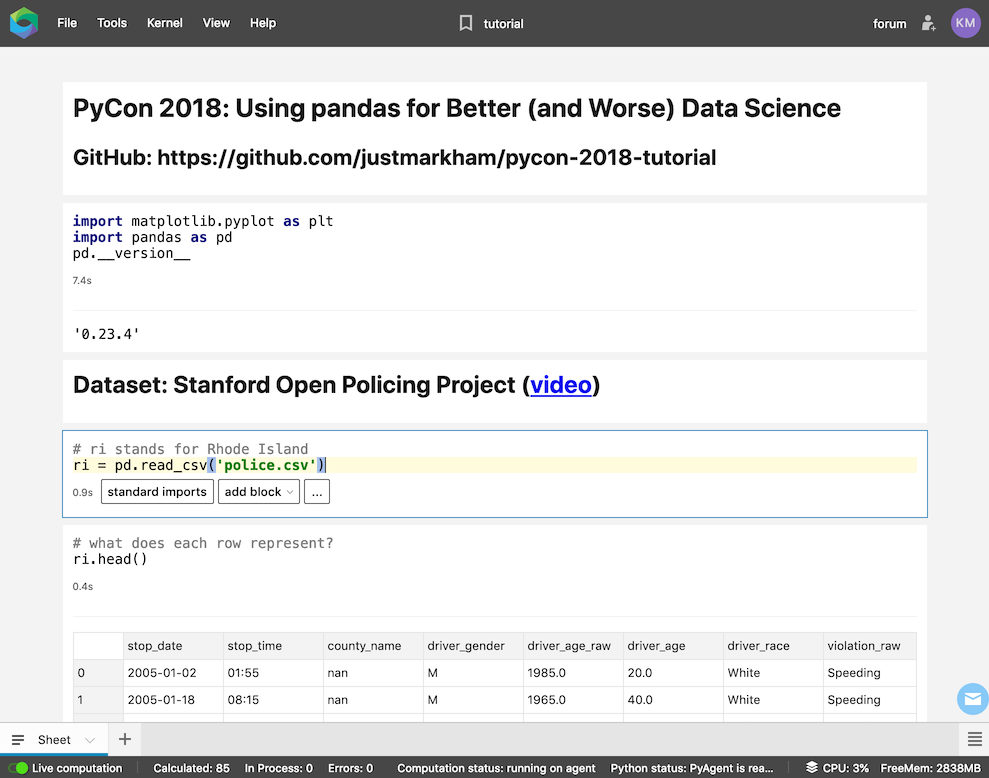 File Tools Kernel View Help tutorial forum KM
PyCon 2018: Using pandas for Better (and Worse) Data Science
GitHub: https://github.com/justmarkham/pycon-2018-tutorial
import matplotlib.pyplot as plt
import pandas as pd
pd.__version__
7.4s
'0.23.4'
Dataset: Stanford Open Policing Project (video)
# ri stands for Rhode Island
ri = pd.read_csv('police.csv')
0.9s standard imports add block ...
# what does each row represent?
ri.head()
0.4s
stop_date stop_time county_name driver_gender driver_age_raw driver_age driver_race violation_raw
0 2005-01-02 01:55 nan M 1985.0 20.0 White Speeding
1 2005-01-18 08:15 nan M 1965.0 40.0 White Speeding
Sheet +
Live computation Calculated: 85 In Process: 0 Errors: 0 Computation status: running on agent Python status: PyAgent is rea... CPU: 3% FreeMem: 2838MB